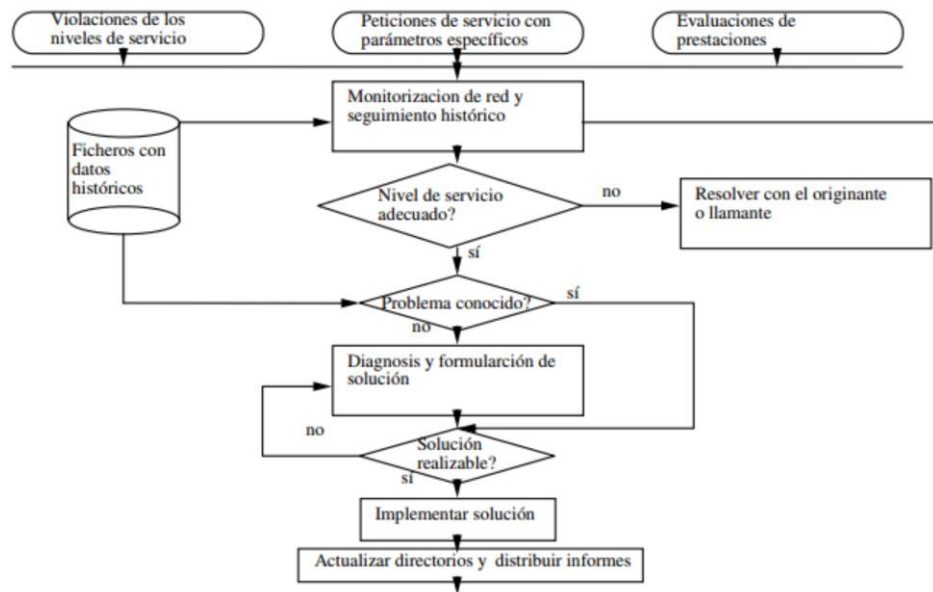 Violaciones de los
niveles de servicio
Peticiones de servicio con
parámetros específicos
Evaluaciones de
prestaciones
Monitorizacion de red y
seguimiento histórico
Ficheros con
datos
históricos
Nivel de servicio
adecuado?
no
Resolver con el originante
o llamante
sí
Problema conocido?
sí
no
Diagnosis y formularción de
solución
no
Solución
realizable?
sí
Implementar solución
Actualizar directorios y distribuir informes